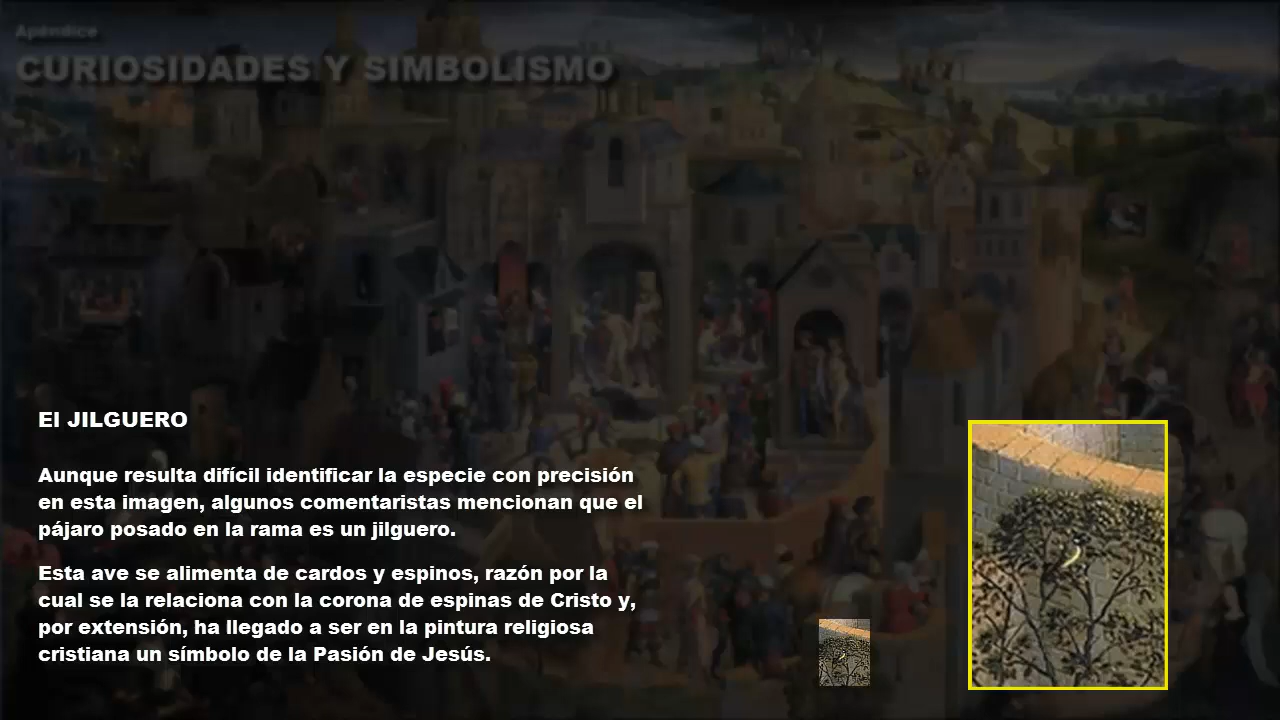 Apéndice
CURIOSIDADES Y SIMBOLISMO
El JILGUERO
Aunque resulta difícil identificar la especie con precisión
en esta imagen, algunos comentaristas mencionan que el
pájaro posado en la rama es un jilguero.
Esta ave se alimenta de cardos y espinos, razón por la
cual se la relaciona con la corona de espinas de Cristo y,
por extensión, ha llegado a ser en la pintura religiosa
cristiana un símbolo de la Pasión de Jesús.